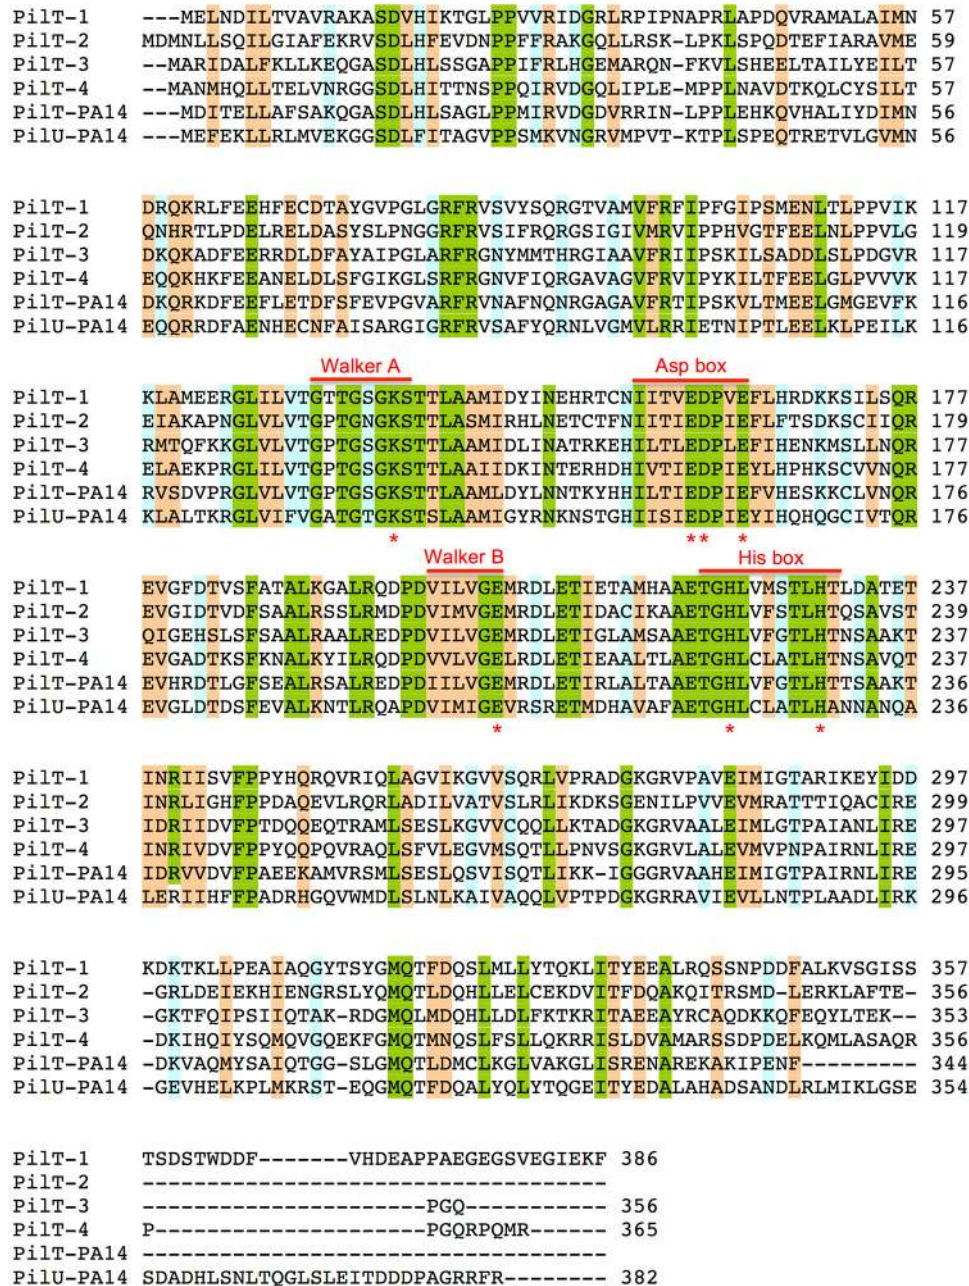 PilT-1 ---MELNDILTVAVRAKASDVHIKTGLPPVVRIDGRLRPIPNAPRLAPDQVRAMALAIMN 57
PilT-2 MDMNLLSQILGIAFEKRVSDLHFEVDNPPFFRAKGQLLRSK-LPKLSPQDTEFIARAVME 59
PilT-3 --MARIDALFKLLKEQGASDLHLSSGAPPIFRLHGEMARQN-FKVLSHEELTAILYEILT 57
PilT-4 --MANMHQLLTELVNRGGSDLHITTNSPPQIRVDGQLIPLE-MPPLNAVDTKQLCYSILT 57
PilT-PA14 ---MDITELLAFSAKQGASDLHLSAGLPPMIRVDGDVRRIN-LPPLEHKQVHALIYDIMN 56
PilU-PA14 ---MEFEKLLRLMVEKGGSDLFITAGVPPSMKVNGRVMPVT-KTPLSPEQTRETVLGVMN 56
PilT-1 DRQKRLFEEHFECDTAYGVPGLGRFRVSVYSQRGTVAMVFRFIPFGIPSMENLTLPPVIK 117
PilT-2 QNHRTLPDELRELDASYSLPNGGRFRVSIFRQRGSIGIVMRVIPPHVGTFEELNLPPVLG 119
PilT-3 DKQKADFEERRDLDFAYAIPGLARFRGNYMMTHRGIAAVFRIIPSKILSADDLSLPDGVR 117
PilT-4 EQQKHKFEEANELDLSFGIKGLSRFRGNVFIQRGAVAGVFRVIPYKILSFEELGLPVVVK 117
PilT-PA14 DKQRKDFEEFLETDFSFEVPGVARFRVNAFNQNRGAGAVFRTIPSKVLTMEELGMGEVFK 116
PilU-PA14 EQQRRDFAENHECNFAISARGIGRFRVSAFYQRNLVGMVLRRIETNIPTLEELKLPEILK 116
Walker A Asp box
PilT-1 KLAMEERGLILVTGTTGSGKSTTLAAMIDYINEHRTCNIITVEDPVEFLHRDKKSILSQR 177
PilT-2 EIAKAPNGLVLVTGPTGNGKSTTLASMIRHLNETCTFNIITIEDPIEFLFTSDKSCIIQR 179
PilT-3 RMTQFKKGLVLVTGPTGSGKSTTLAAMIDLINATRKEHILTLEDPLEFIHENKMSLLNQR 177
PilT-4 ELAEKPRGLILVTGPTGSGKSTTLAAIIDKINTERHDHIVTIEDPIEYLHPHKSCVVNQR 177
PilT-PA14 RVSDVPRGLVLVTGPTGSGKSTTLAAMLDYLNNTKYHHILTIEDPIEFVHESKKCLVNQR 176
PilU-PA14 KLALTKRGLVIFVGATGTGKSTSLAAMIGYRNKNSTGHIISIEDPIEYIHQHQGCIVTQR 176
* ** *
Walker B His box
PilT-1 EVGFDTVSFATALKGALRQDPDVILVGEMRDLETIETAMHAAETGHLVMSTLHTLDATET 237
PilT-2 EVGIDTVDFSAALRSSLRMDPDVIMVGEMRDLETIDACIKAAETGHLVFSTLHTQSAVST 239
PilT-3 QIGEHSLSFSAALRAALREDPDVILVGEMRDLETIGLAMSAAETGHLVFGTLHTNSAAKT 237
PilT-4 EVGADTKSFKNALKYILRQDPDVVLVGELRDLETIEAALTLAETGHLCLATLHTNSAVQT 237
PilT-PA14 EVHRDTLGFSEALRSALREDPDIILVGEMRDLETIRLALTAAETGHLVFGTLHTTSAAKT 236
PilU-PA14 EVGLDTDSFEVALKNTLRQAPDVIMIGEVRSRETMDHAVAFAETGHLCLATLHANNANQA 236
* * *
PilT-1 INRIISVFPPYHQRQVRIQLAGVIKGVVSQRLVPRADGKGRVPAVEIMIGTARIKEYIDD 297
PilT-2 INRLIGHFPPDAQEVLRQRLADILVATVSLRLIKDKSGENILPVVEVMRATTTIQACIRE 299
PilT-3 IDRIIDVFPTDQQEQTRAMLSESLKGVVCQQLLKTADGKGRVAALEIMLGTPAIANLIRE 297
PilT-4 INRIVDVFPPYQQPQVRAQLSFVLEGVMSQTLLPNVSGKGRVLALEVMVPNPAIRNLIRE 297
PilT-PA14 IDRVVDVFPAEEKAMVRSMLSESLQSVISQTLIKK-IGGGRVAAHEIMIGTPAIRNLIRE 295
PilU-PA14 LERIIHFFPADRHGQVWMDLSLNLKAIVAQQLVPTPDGKGRRAVIEVLLNTPLAADLIRK 296
PilT-1 KDKTKLLPEAIAQGYTSYGMQTFDQSLMLLYTQKLITYEEALRQSSNPDDFALKVSGISS 357
PilT-2 -GRLDEIEKHIENGRSLYQMQTLDQHLLELCEKDVITFDQAKQITRSMD-LERKLAFTE- 356
PilT-3 -GKTFQIPSIIQTAK-RDGMQLMDQHLLDLFKTKRITAEEAYRCAQDKKQFEQYLTEK-- 353
PilT-4 -DKIHQIYSQMQVGQEKFGMQTMNQSLFSLLQKRRISLDVAMARSSDPDELKQMLASAQR 356
PilT-PA14 -DKVAQMYSAIQTGG-SLGMQTLDMCLKGLVAKGLISRENAREKAKIPENF--------- 344
PilU-PA14 -GEVHELKPLMKRST-EQGMQTFDQALYQLYTQGEITYEDALAHADSANDLRLMIKLGSE 354
PilT-1 TSDSTWDDF-------VHDEAPPAEGEGSVEGIEKF 386
PilT-2 ------------------------------------
PilT-3 ----------------------PGQ----------- 356
PilT-4 P---------------------PGQRPQMR------ 365
PilT-PA14 ------------------------------------
PilU-PA14 SDADHLSNLTQGLSLEITDDDPAGRRFR-------- 382